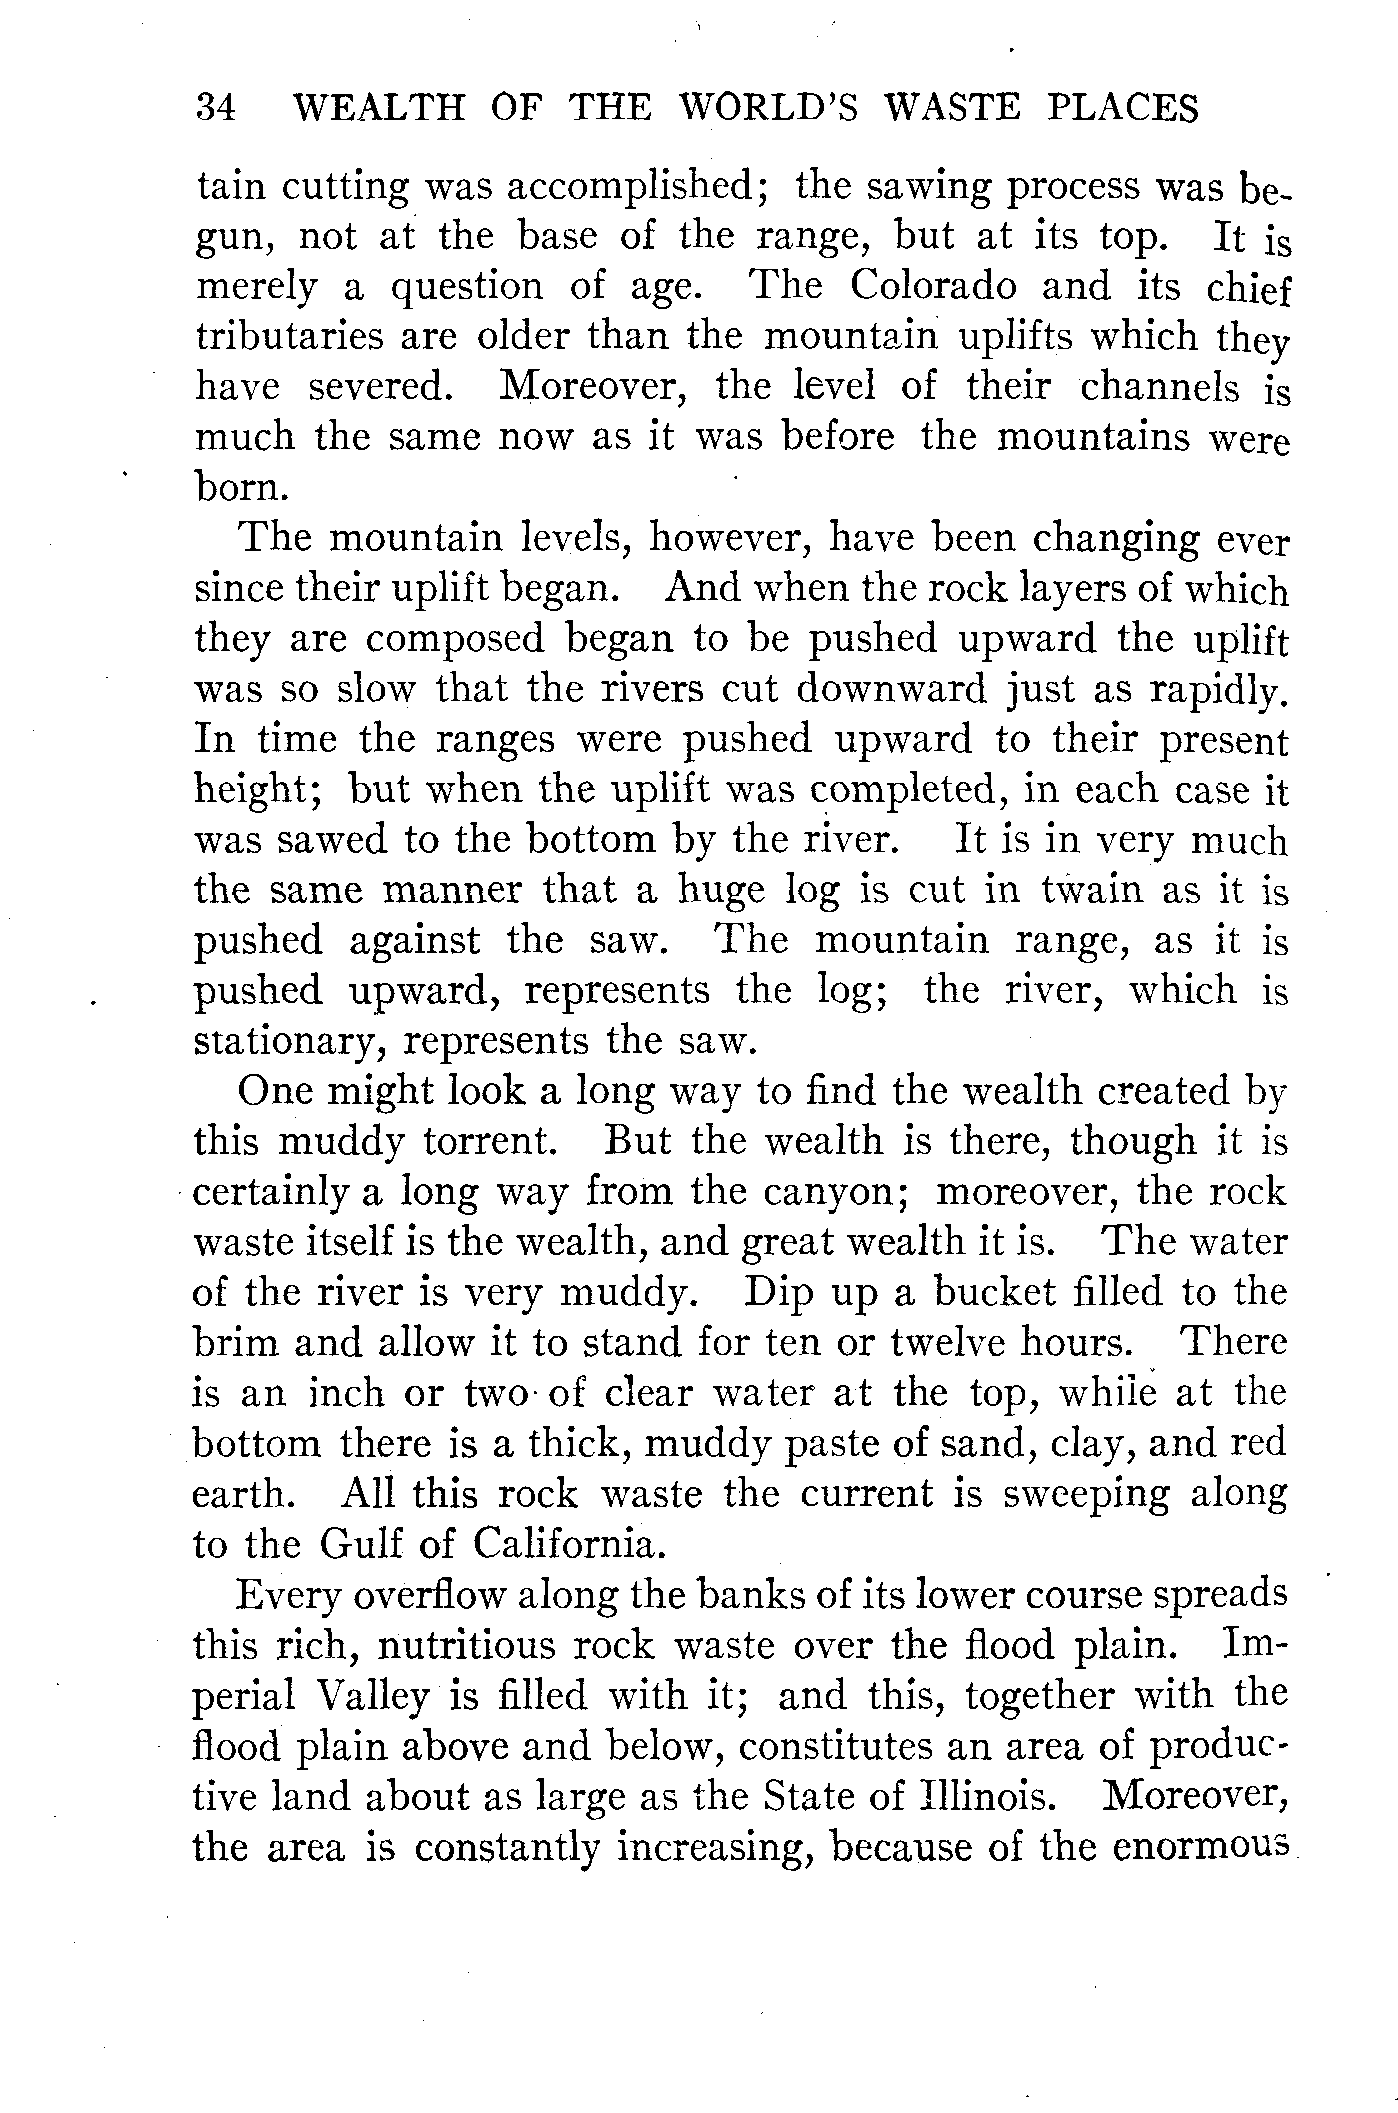 34 WEALTH OF THE WORLD'S WASTE PLACES
tain cutting was accomplished; the sawing process was be-
gun, not at the base of the range, but at its top. It is
merely a question of age. The Colorado and its chief
tributaries are older than the mountain uplifts which they
have severed. Moreover, the level of their channels is
much the same now as it was before the mountains were
born.
The mountain levels, however, have been changing ever
since their uplift began. And when the rock layers of which
they are composed began to be pushed upward the uplift
was so slow that the rivers cut downward just as rapidly.
In time the ranges were pushed upward to their present
height; but when the uplift was completed, in each case it
was sawed to the bottom by the river. It is in very much
the same manner that a huge log is cut in twain as it is
pushed against the saw. The mountain range, as it is
pushed upward, represents the log; the river, which is
stationary, represents the saw.
One might look a long way to find the wealth created by
this muddy torrent. But the wealth is there, though it is
certainly a long way from the canyon; moreover, the rock
waste itself is the wealth, and great wealth it is. The water
of the river is very muddy. Dip up a bucket filled to the
brim and allow it to stand for ten or twelve hours. There
is an inch or two of clear water at the top, while at the
bottom there is a thick, muddy paste of sand, clay, and red
earth. All this rock waste the current is sweeping along
to the Gulf of California.
Every overflow along the banks of its lower course spreads
this rich, nutritious rock waste over the flood plain. Im-
perial Valley is filled with it; and this, together with the
flood plain above and below, constitutes an area of produc-
tive land about as large as the State of Illinois. Moreover,
the area is constantly increasing, because of the enormous